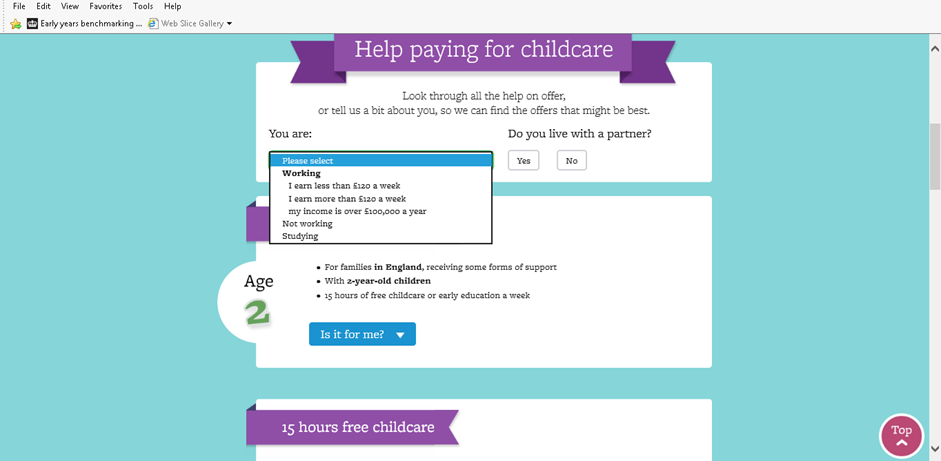 File Edit View Favorites Tools Help
Early years benchmarking ... Web Slice Gallery
Help paying for childcare
Look through all the help on offer,
or tell us a bit about you, so we can find the offers that might be best.
You are:
Do you live with a partner?
Please select
Yes No
Working
I earn less than £120 a week
I earn more than £120 a week
my income is over £100,000 a year
Not working
Studying
Age
2
• For families in England, receiving some forms of support
• With 2-year-old children
• 15 hours of free childcare or early education a week
Is it for me?
15 hours free childcare
Top